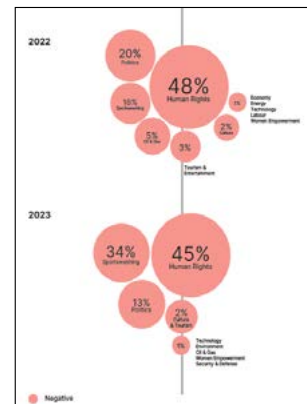 2022
20%
Politics
48%
Human Rights
Sportswashing
5%
Oil & Gas
3%
Tourism &
Entertainment
2%
Culture
Economy
Energy
Technology
Labour
Women Empowerment
2023
34%
Sportswashing
45%
Human Rights
13%
Politics
2%
Culture
& Tourism
Technology
Environment
Oil & Gas
Women Empowerment
Security & Defense
Negative